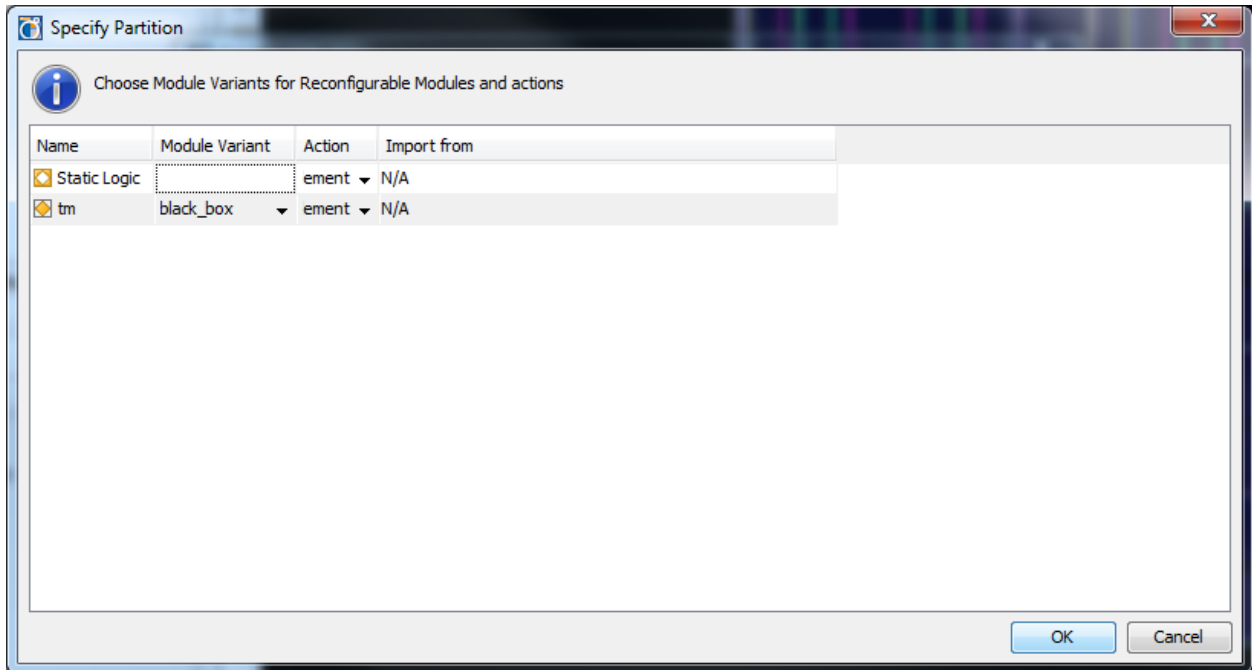 Specify Partition
Choose Module Variants for Reconfigurable Modules and actions
Name Module Variant Action Import from
Static Logic ement N/A
tm black_box ement N/A
OK Cancel